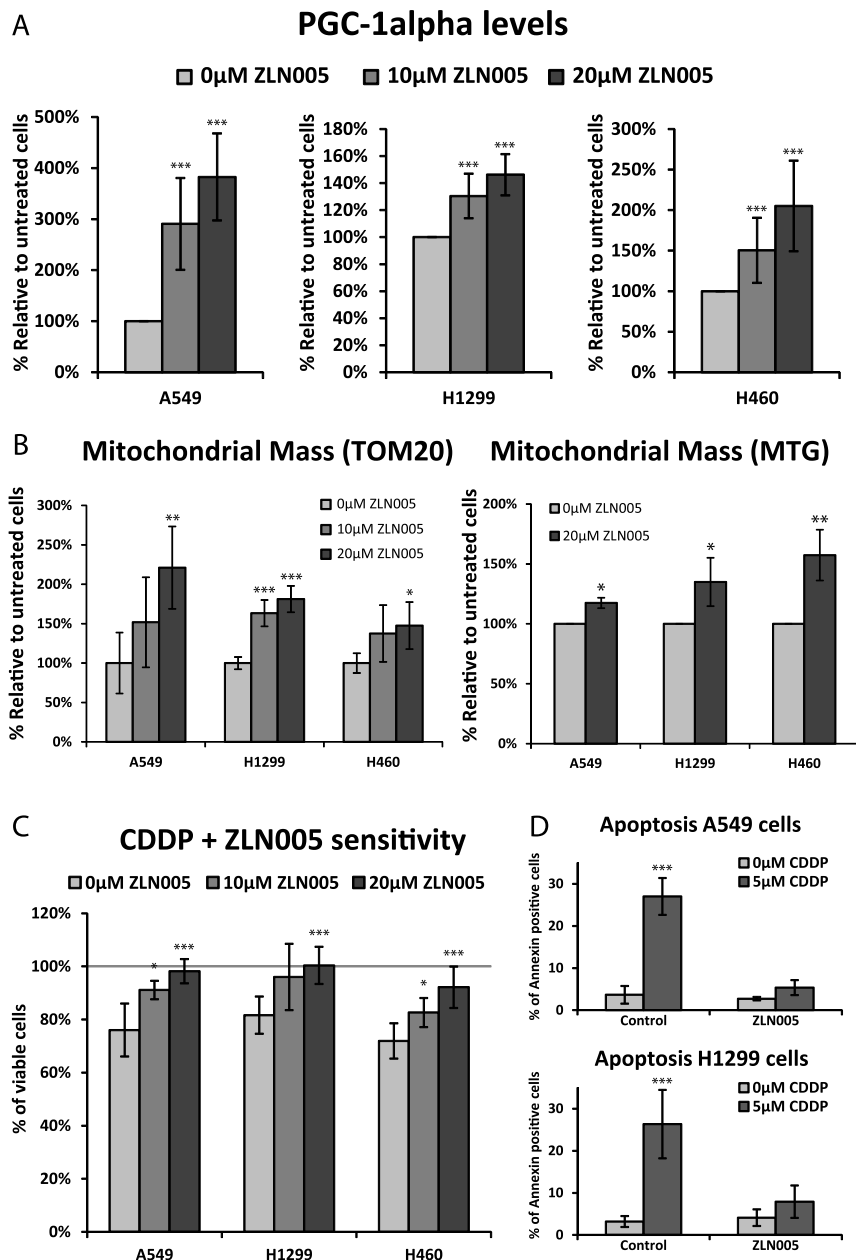 A
PGC-1alpha levels
0µM ZLN005 10µM ZLN005 20µM ZLN005
% Relative to untreated cells
500%
400%
300%
200%
100%
0%
***
***
A549
% Relative to untreated cells
180%
160%
140%
120%
100%
80%
60%
40%
20%
0%
***
***
H1299
% Relative to untreated cells
300%
250%
200%
150%
100%
50%
0%
***
***
H460
B
Mitochondrial Mass (TOM20)
% Relative to untreated cells
300%
250%
200%
150%
100%
50%
0%
0µM ZLN005
10µM ZLN005
20µM ZLN005
**
***
***
*
A549 H1299 H460
Mitochondrial Mass (MTG)
% Relative to untreated cells
200%
150%
100%
50%
0%
0µM ZLN005
20µM ZLN005
*
*
**
A549 H1299 H460
C
CDDP + ZLN005 sensitivity
0µM ZLN005 10µM ZLN005 20µM ZLN005
% of viable cells
120%
100%
80%
60%
40%
20%
0%
*
***
***
*
***
A549 H1299 H460
D
Apoptosis A549 cells
% of Annexin positive cells
30
20
10
0
***
0µM CDDP
5µM CDDP
Control ZLN005
Apoptosis H1299 cells
% of Annexin positive cells
30
20
10
0
***
0µM CDDP
5µM CDDP
Control ZLN005